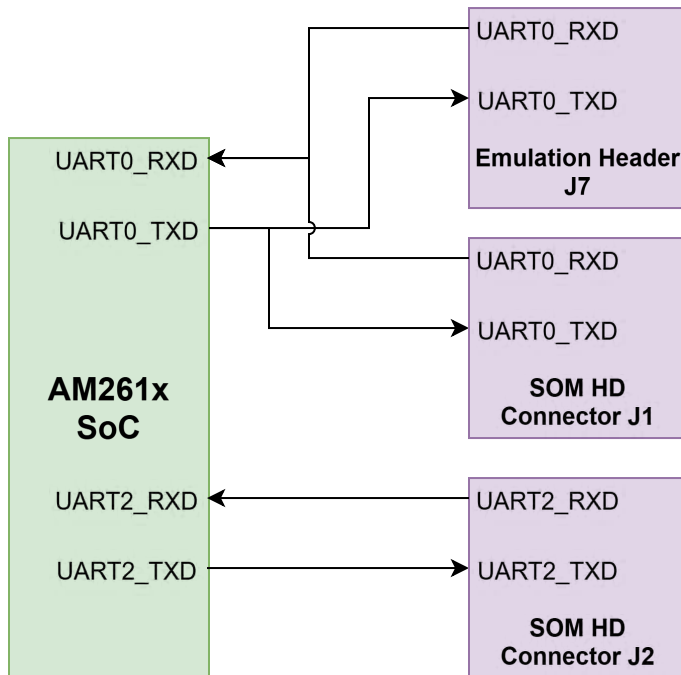 UART0_RXD
UART0_TXD
AM261x
SoC
UART2_RXD
UART2_TXD
UART0_RXD
UART0_TXD
Emulation Header
J7
UART0_RXD
UART0_TXD
SOM HD
Connector J1
UART2_RXD
UART2_TXD
SOM HD
Connector J2